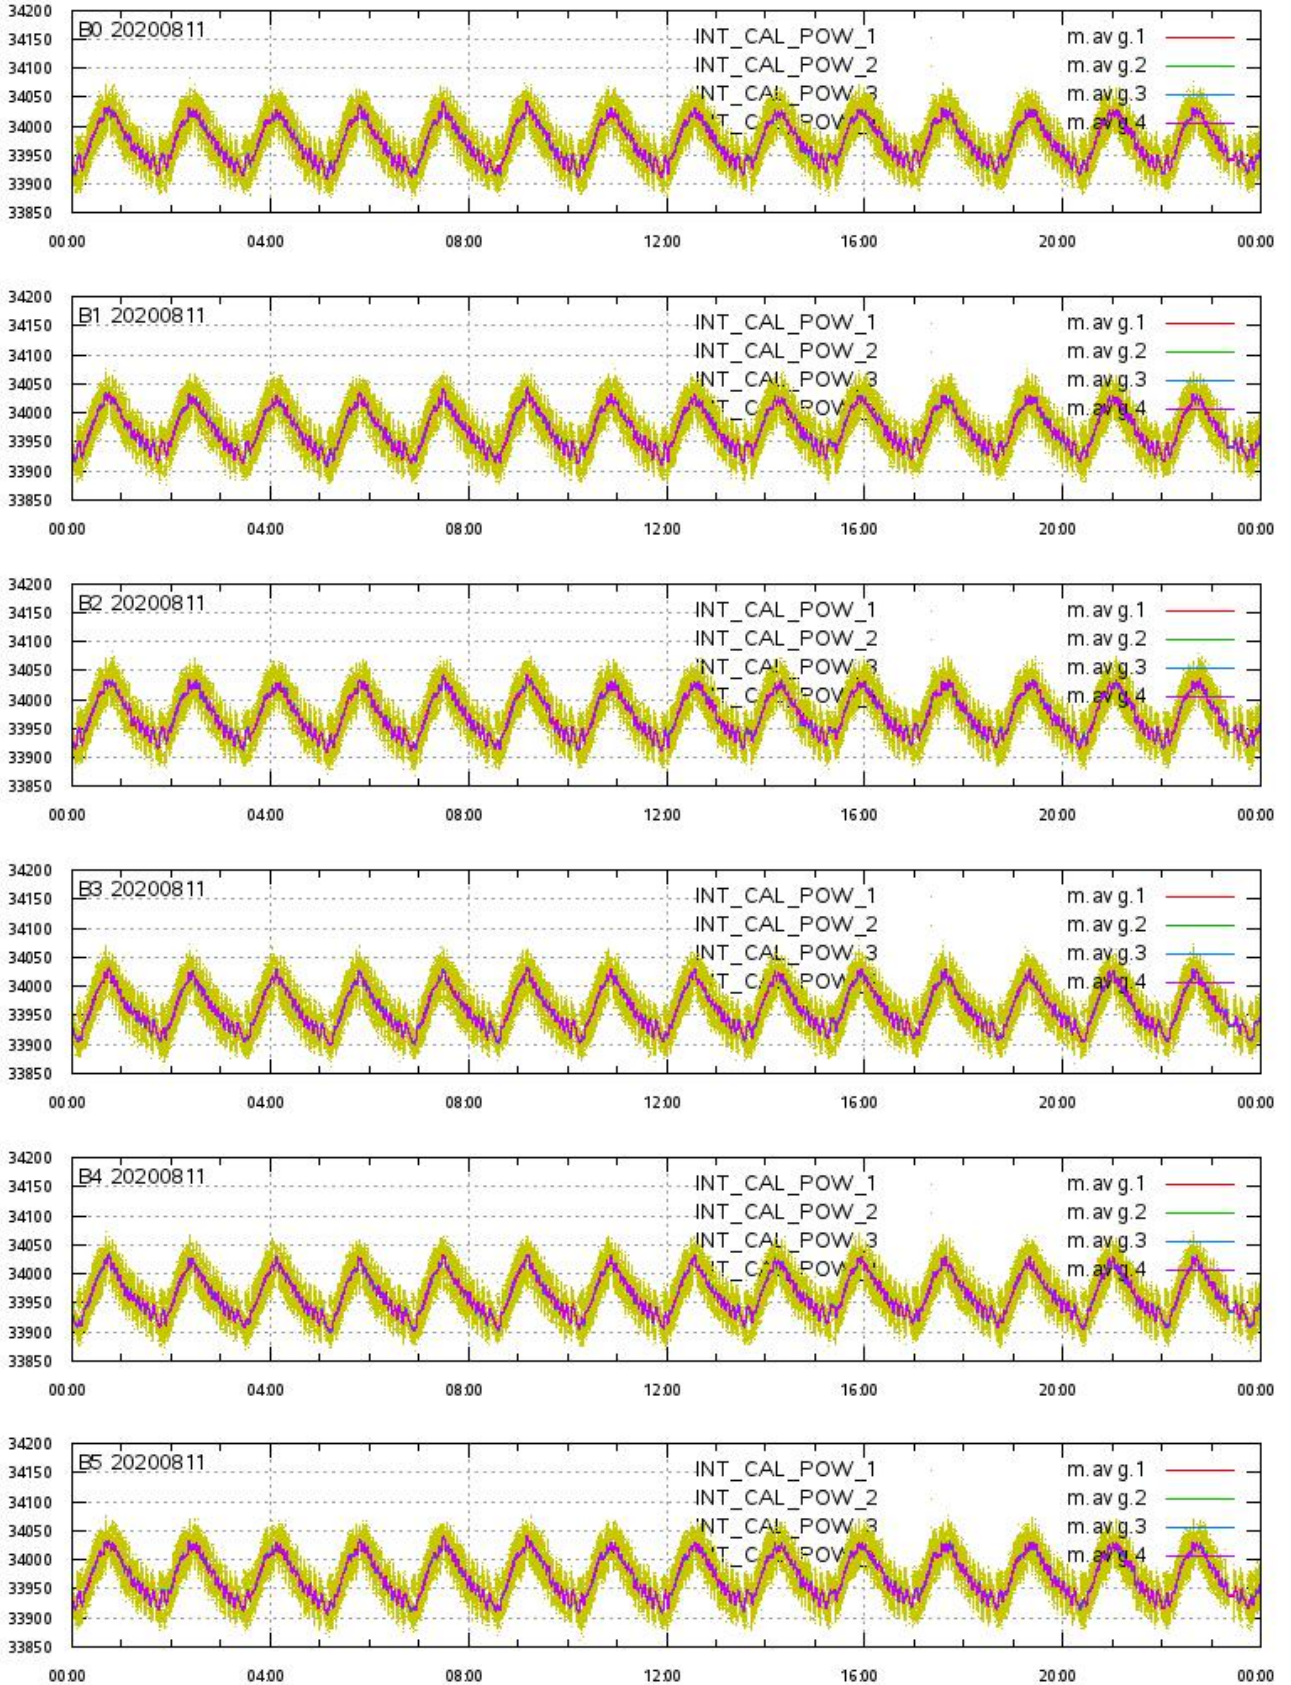 34200
B0 20200811 INT_CAL_POW_1 m.avg.1
34150
INT_CAL_POW_2 m.avg.2
34100
INT_CAL_POW_3 m.avg.3
34050
m.avg.4
34000
33950
33900
33850
00:00 04:00 08:00 12:00 16:00 20:00 00:00
34200
B1 20200811 INT_CAL_POW_1 m.avg.1
34150
INT_CAL_POW_2 m.avg.2
34100
INT_CAL_POW_3 m.avg.3
34050
m.avg.4
34000
33950
33900
33850
00:00 04:00 08:00 12:00 16:00 20:00 00:00
34200
B2 20200811 INT_CAL_POW_1 m.avg.1
34150
INT_CAL_POW_2 m.avg.2
34100
INT_CAL_POW_3 m.avg.3
34050
m.avg.4
34000
33950
33900
33850
00:00 04:00 08:00 12:00 16:00 20:00 00:00
34200
B3 20200811 INT_CAL_POW_1 m.avg.1
34150
INT_CAL_POW_2 m.avg.2
34100
INT_CAL_POW_3 m.avg.3
34050
m.avg.4
34000
33950
33900
33850
00:00 04:00 08:00 12:00 16:00 20:00 00:00
34200
B4 20200811 INT_CAL_POW_1 m.avg.1
34150
INT_CAL_POW_2 m.avg.2
34100
INT_CAL_POW_3 m.avg.3
34050
m.avg.4
34000
33950
33900
33850
00:00 04:00 08:00 12:00 16:00 20:00 00:00
34200
B5 20200811 INT_CAL_POW_1 m.avg.1
34150
INT_CAL_POW_2 m.avg.2
34100
INT_CAL_POW_3 m.avg.3
34050
m.avg.4
34000
33950
33900
33850
00:00 04:00 08:00 12:00 16:00 20:00 00:00